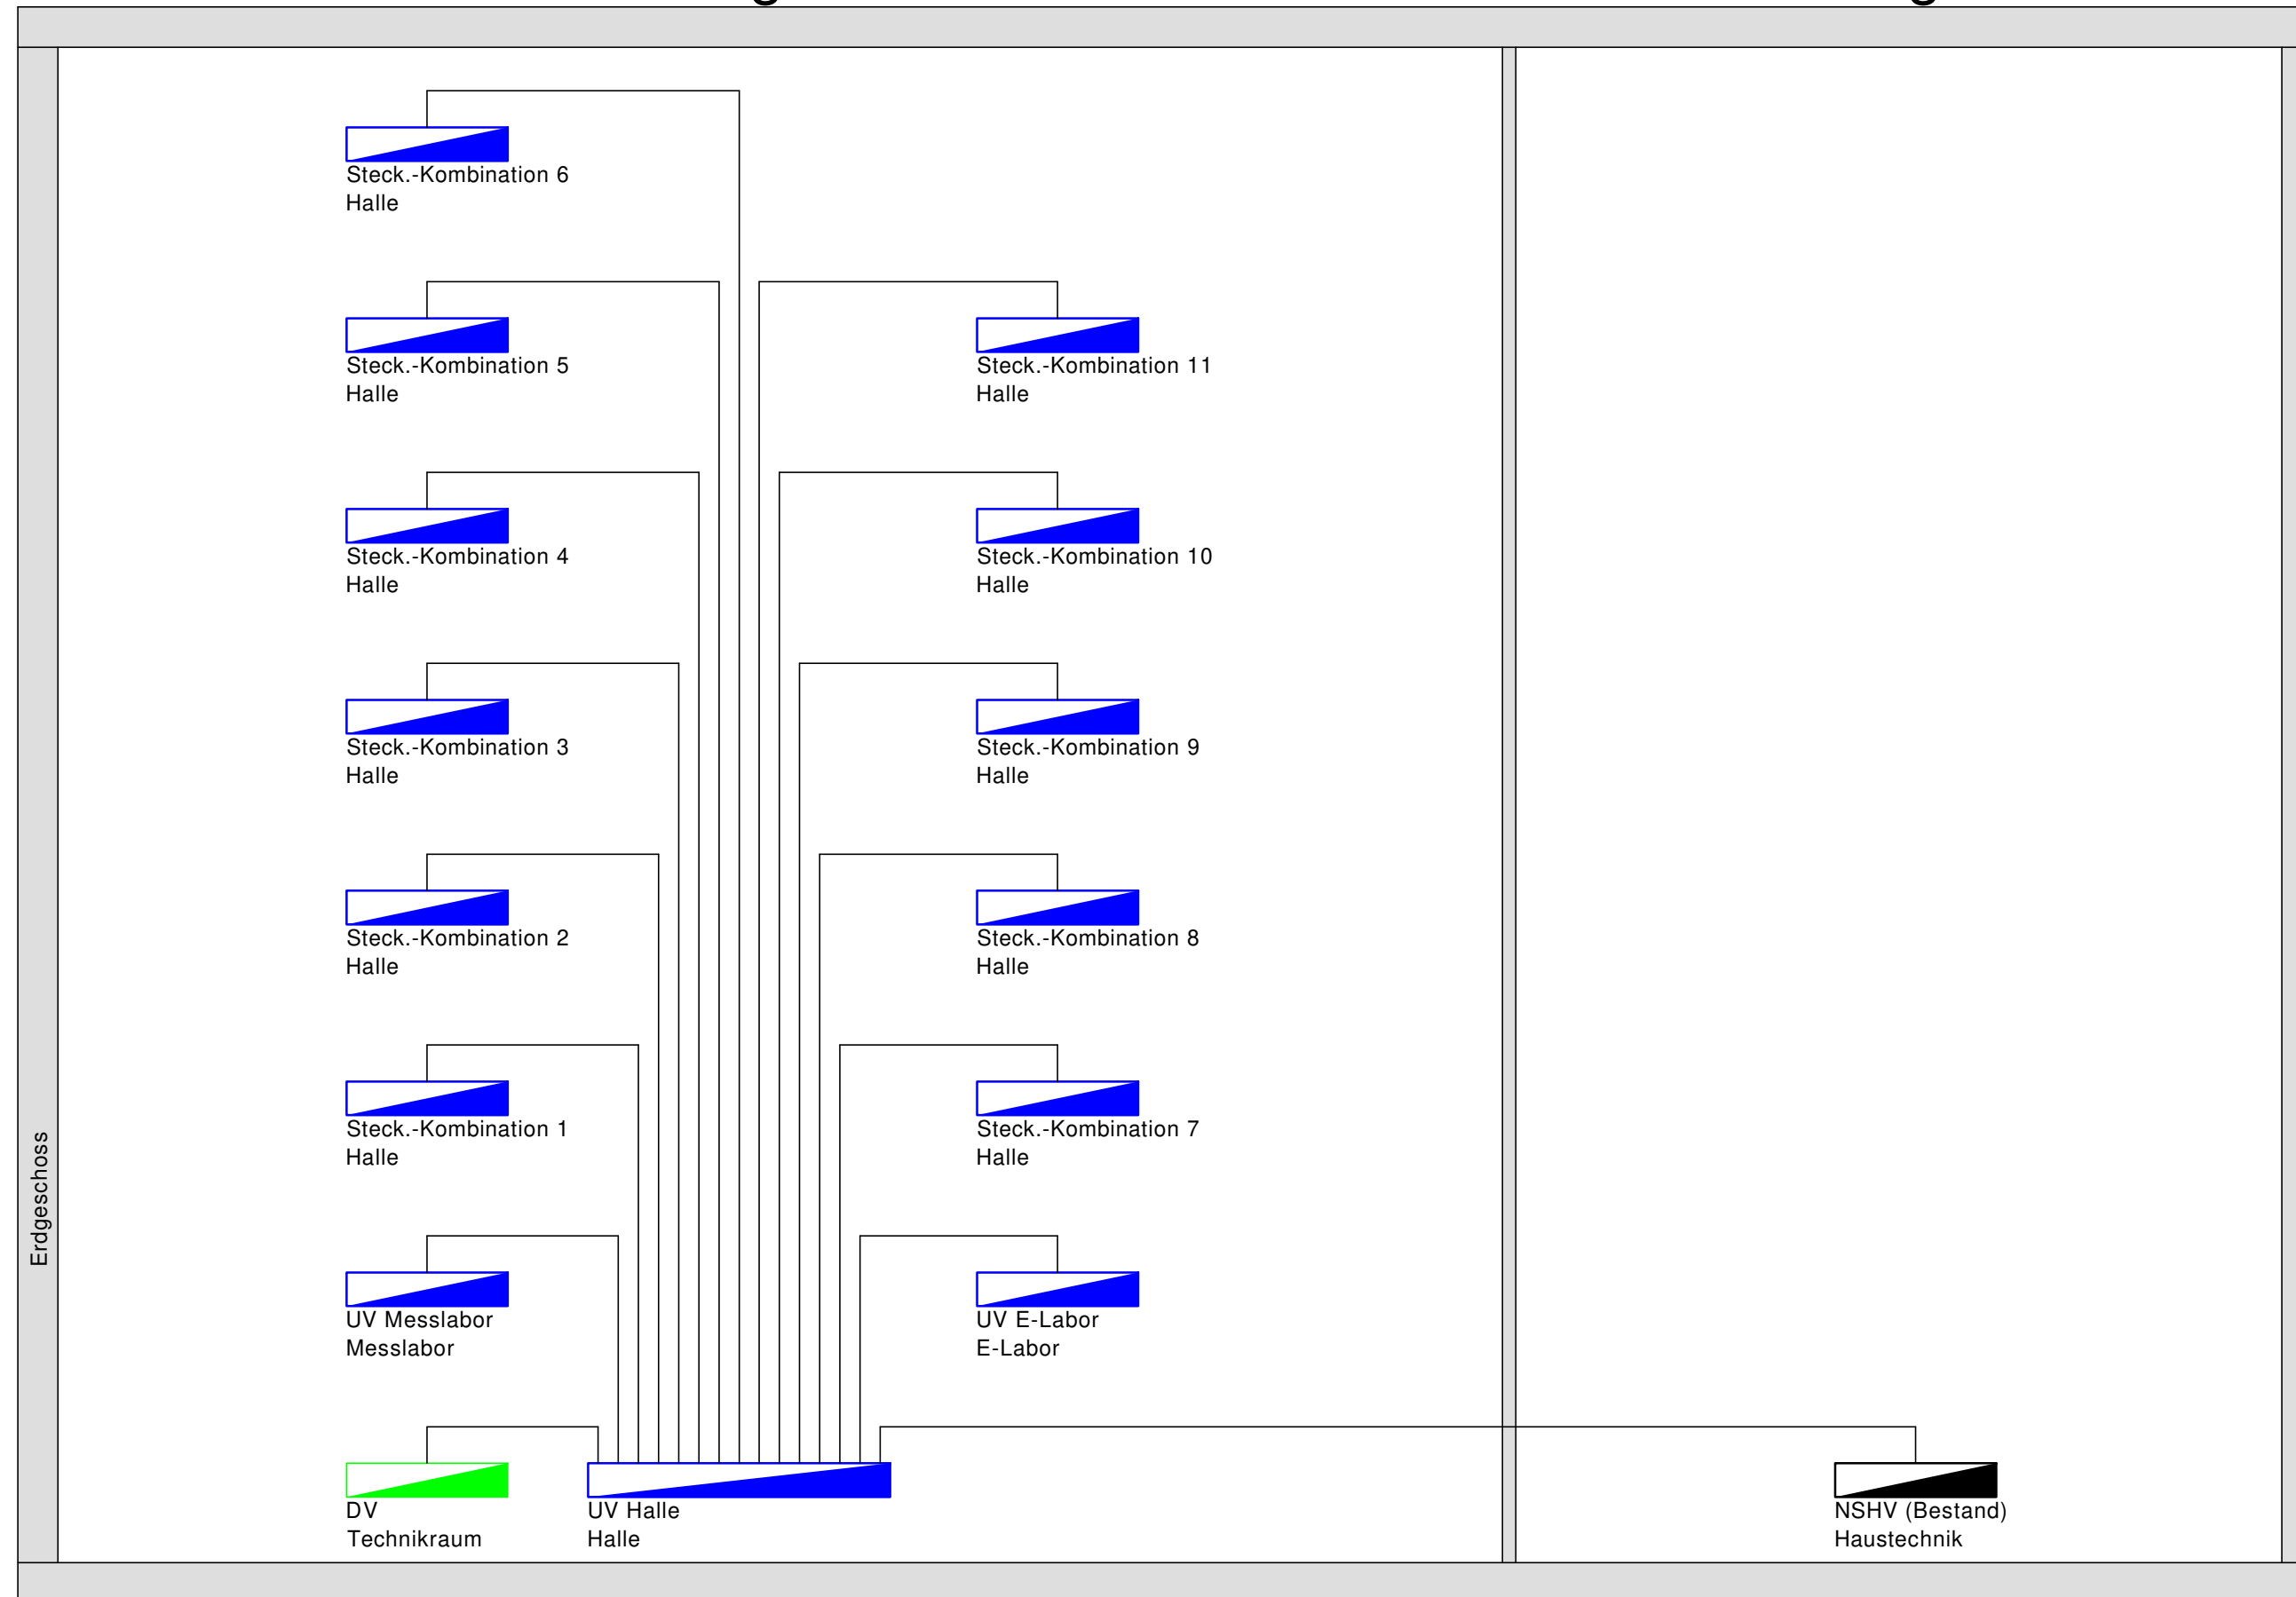 Steck.-Kombination 6
Halle
Steck.-Kombination 5
Halle
Steck.-Kombination 11
Halle
Steck.-Kombination 4
Halle
Steck.-Kombination 10
Halle
Steck.-Kombination 3
Halle
Steck.-Kombination 9
Halle
Steck.-Kombination 2
Halle
Steck.-Kombination 8
Halle
Steck.-Kombination 1
Halle
Steck.-Kombination 7
Halle
Erdgeschoss
UV Messlabor
Messlabor
UV E-Labor
E-Labor
DV
Technikraum
UV Halle
Halle
NSHV (Bestand)
Haustechnik